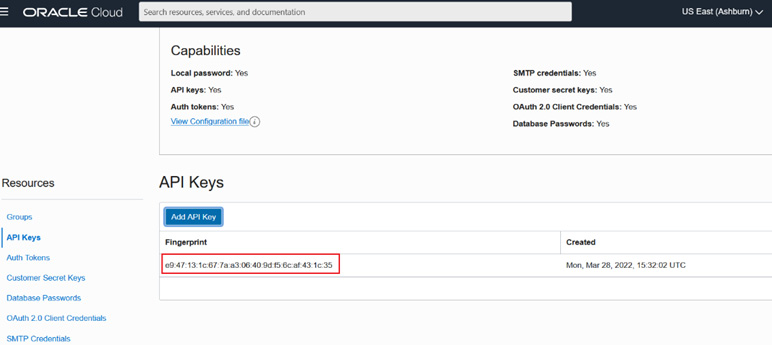 ORACLE Cloud
Search resources, services, and documentation
US East (Ashburn)
Capabilities
Local password: Yes
SMTP credentials: Yes
API keys: Yes
Customer secret keys: Yes
Auth tokens: Yes
OAuth 2.0 Client Credentials: Yes
View Configuration file
Database Passwords: Yes
Resources
API Keys
Groups
Add API Key
API Keys
Fingerprint
Created
Auth Tokens
e9:47:13:1c:67:7a:a3:06:40:9d:f5:6c:af:43:1c:35
Mon, Mar 28, 2022, 15:32:02 UTC
Customer Secret Keys
Database Passwords
OAuth 2.0 Client Credentials
SMTP Credentials